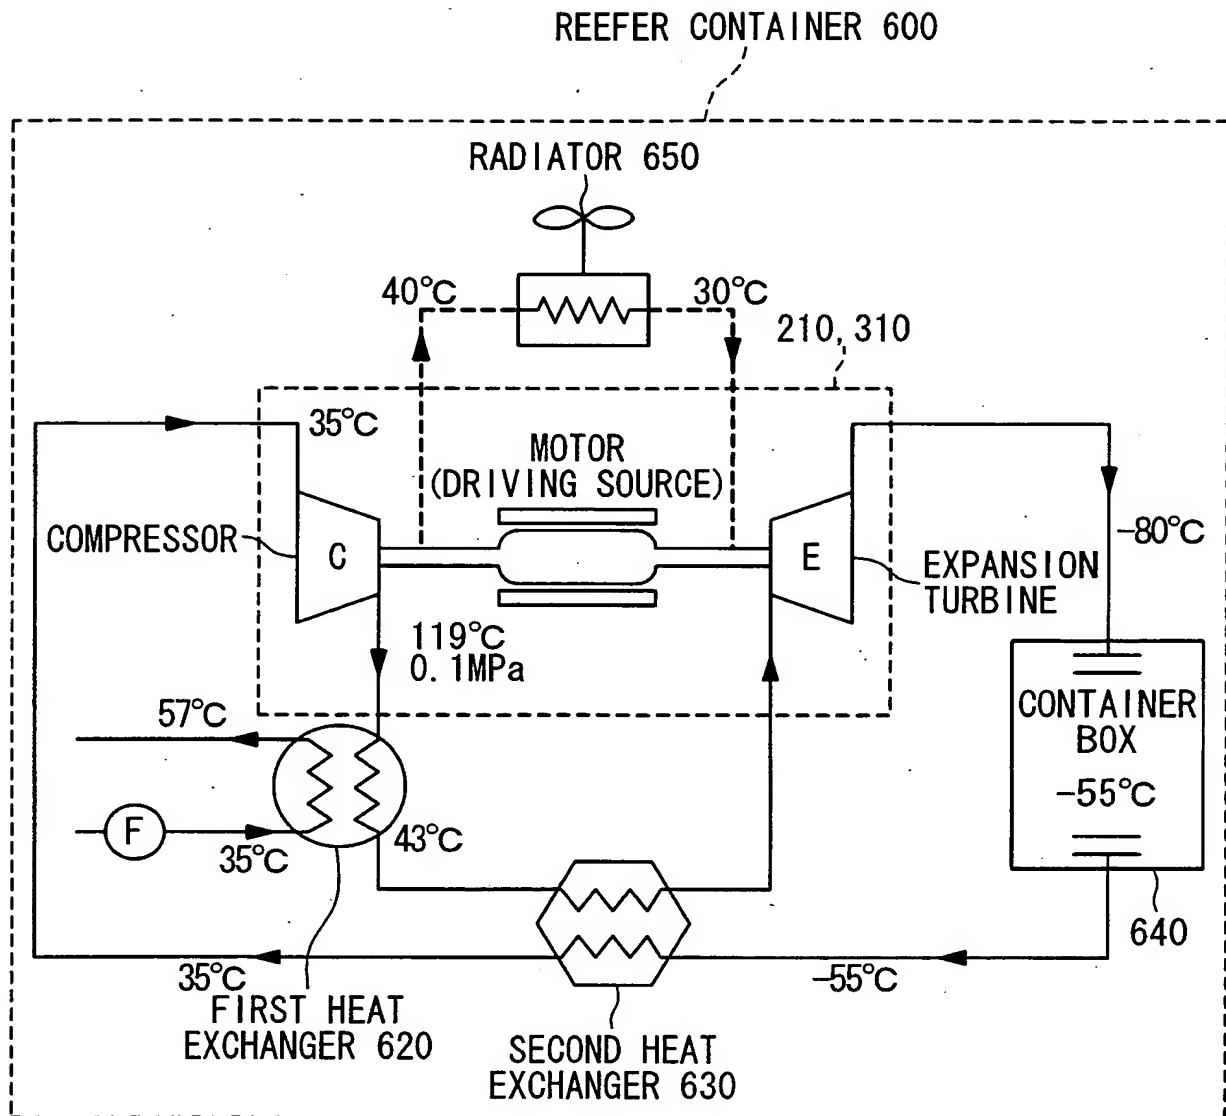 REEFER CONTAINER 600
RADIATOR 650
40°C
30°C
210, 310
35°C
MOTOR
(DRIVING SOURCE)
COMPRESSOR
C
E
-80°C
EXPANSION
TURBINE
119°C
0.1MPa
57°C
CONTAINER
BOX
-55°C
F
35°C
43°C
640
35°C
-55°C
FIRST HEAT
EXCHANGER 620
SECOND HEAT
EXCHANGER 630